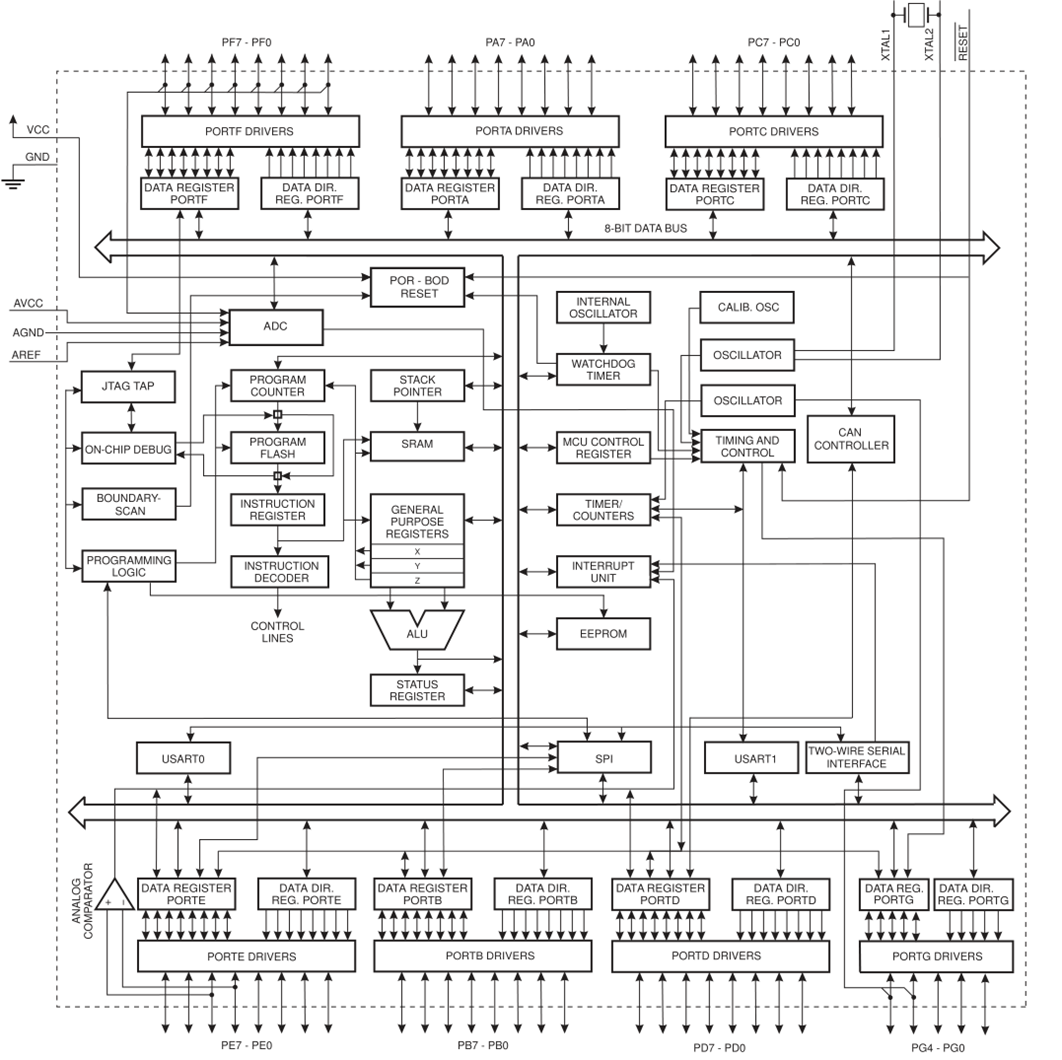 PF7 - PF0
PA7 - PA0
PC7 - PC0
XTAL1
XTAL2
RESET
VCC
GND
PORTF DRIVERS
PORTA DRIVERS
PORTC DRIVERS
DATA REGISTER
PORTF
DATA DIR.
REG. PORTF
DATA REGISTER
PORTA
DATA DIR.
REG. PORTA
DATA REGISTER
PORTC
DATA DIR.
REG. PORTC
8-BIT DATA BUS
POR - BOD
RESET
INTERNAL
OSCILLATOR
CALIB. OSC
AVCC
AGND
AREF
ADC
OSCILLATOR
WATCHDOG
TIMER
JTAG TAP
PROGRAM
COUNTER
STACK
POINTER
OSCILLATOR
ON-CHIP DEBUG
PROGRAM
FLASH
SRAM
MCU CONTROL
REGISTER
TIMING AND
CONTROL
CAN
CONTROLLER
BOUNDARY-
SCAN
INSTRUCTION
REGISTER
GENERAL
PURPOSE
REGISTERS
X
Y
Z
TIMER/
COUNTERS
PROGRAMMING
LOGIC
INSTRUCTION
DECODER
INTERRUPT
UNIT
CONTROL
LINES
ALU
EEPROM
STATUS
REGISTER
USART0
SPI
USART1
TWO-WIRE SERIAL
INTERFACE
ANALOG
COMPARATOR
+
–
DATA REGISTER
PORTE
DATA DIR.
REG. PORTE
DATA REGISTER
PORTB
DATA DIR.
REG. PORTB
DATA REGISTER
PORTD
DATA DIR.
REG. PORTD
DATA REG.
PORTG
DATA DIR.
REG. PORTG
PORTE DRIVERS
PORTB DRIVERS
PORTD DRIVERS
PORTG DRIVERS
PE7 - PE0
PB7 - PB0
PD7 - PD0
PG4 - PG0